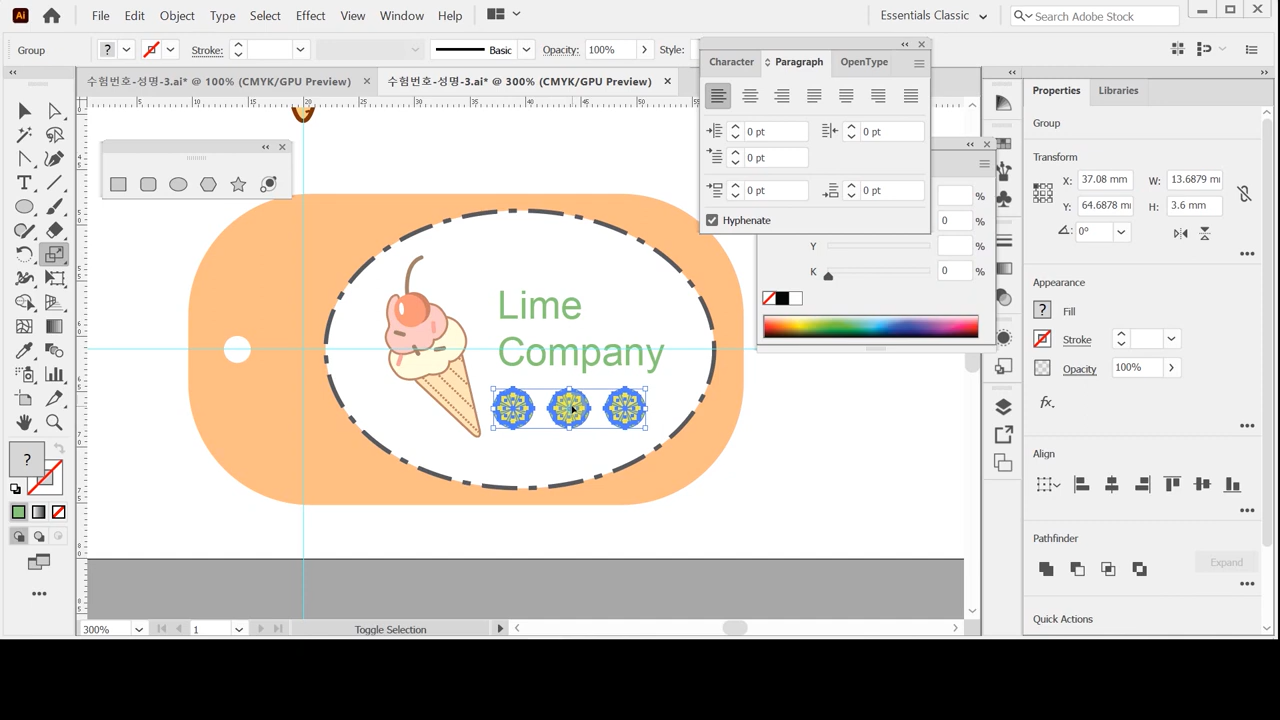 Ai File Edit Object Type Select Effect View Window Help Essentials Classic Search Adobe Stock
Group ? Stroke: Basic Opacity: 100% Style:
수험번호-성명.ai* @ 100% (CMYK/GPU Preview) 수험번호-성명-3.ai* @ 300% (CMYK/GPU Preview)
Character Paragraph OpenType
0 pt 0 pt
0 pt
0 pt 0 pt
Hyphenate
%
0 %
Y %
K 0 %
Properties Libraries
Group
Transform
X: 37.08 mm W: 13.6879 m
Y: 64.6878 m H: 3.6 mm
0°
Appearance
? Fill
Stroke
Opacity 100%
fx.
Align
Pathfinder
Expand
Quick Actions
Lime
Company
?
300% 1 Toggle Selection